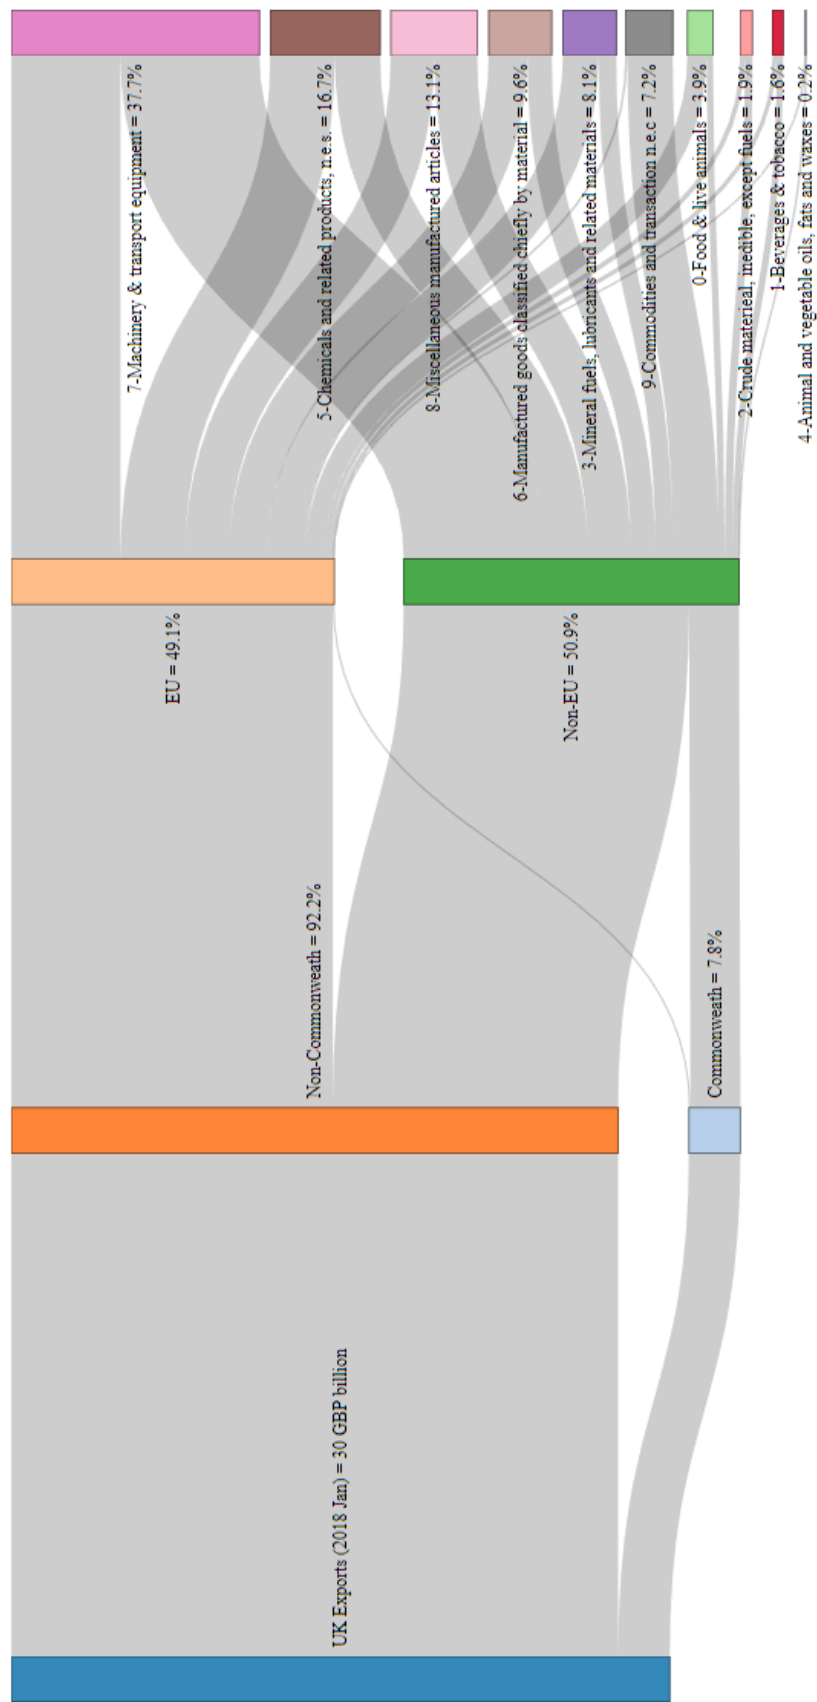 UK Exports (2018 Jan) = 30 GBP billion
Non-Commonweath = 92.2%
Commonweath = 7.8%
EU = 49.1%
Non-EU = 50.9%
7-Machinery & transport equipment = 37.7%
5-Chemicals and related products, n.e.s. = 16.7%
8-Miscellaneous manufactured articles = 13.1%
6-Manufactured goods classified chiefly by material = 9.6%
3-Mineral fuels, lubricants and related materials = 8.1%
9-Commodities and transaction n.e.c = 7.2%
0-Food & live animals = 3.9%
2-Crude materieal, inedible, except fuels = 1.9%
1-Beverages & tobacco = 1.6%
4-Animal and vegetable oils, fats and waxes = 0.2%